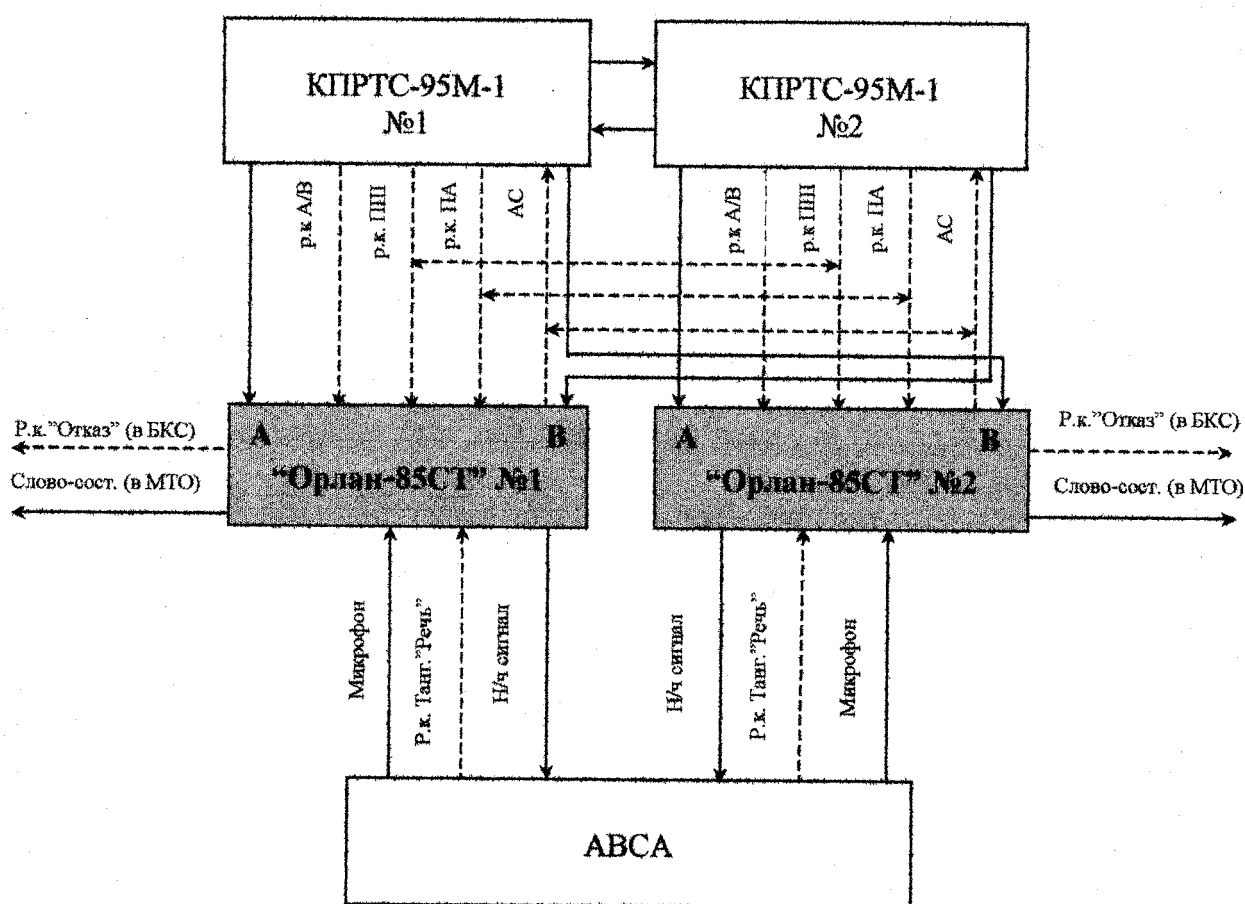 КПРТС-95М-1
№1
КПРТС-95М-1
№2
р.к А/В
р.к. ПШ
р.к. ПА
АС
р.к А/В
р.к. ПШ
р.к. ПА
АС
А
В
“Орлан-85СТ” №1
А
В
“Орлан-85СТ” №2
Р.к.”Отказ” (в БКС)
Слово-сост. (в МТО)
Р.к.”Отказ” (в БКС)
Слово-сост. (в МТО)
Микрофон
Р.к. Танг.”Речь”
Н/ч сигнал
Н/ч сигнал
Р.к. Танг.”Речь”
Микрофон
АВСА